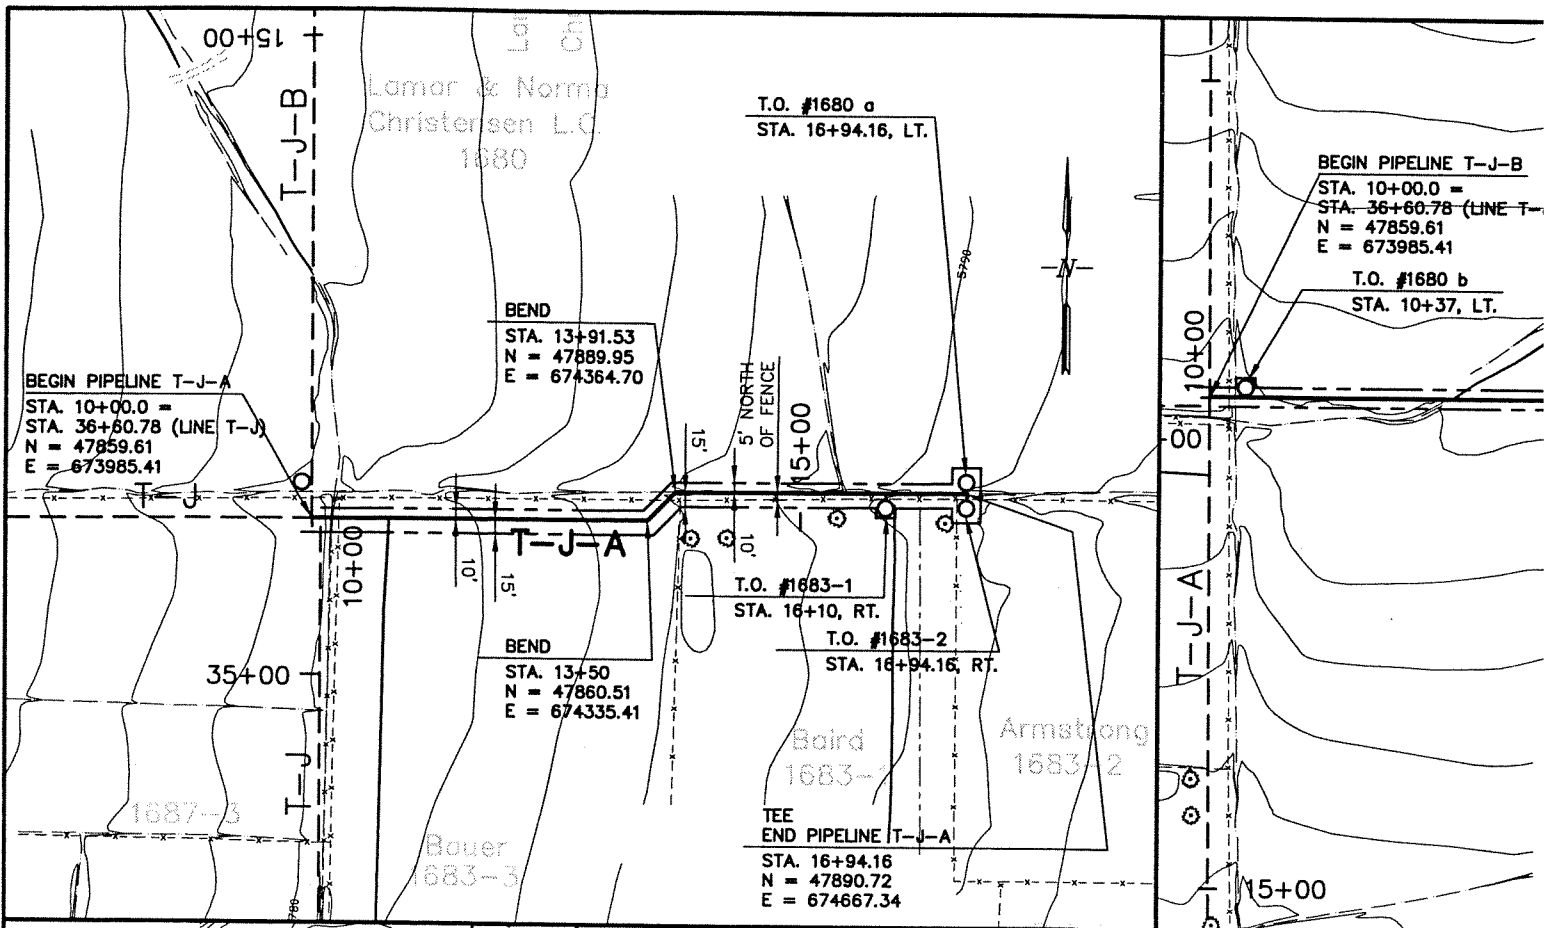 15+00
T-J-B
Lamar & Norma
Christensen L.C.
1680
T.O. #1680 a
STA. 16+94.16, LT.
5790
-N-
BEGIN PIPELINE T-J-B
STA. 10+00.0 =
STA. 36+60.78 (LINE T-
N = 47859.61
E = 673985.41
T.O. #1680 b
STA. 10+37, LT.
10+00
BEND
STA. 13+91.53
N = 47889.95
E = 674364.70
BEGIN PIPELINE T-J-A
STA. 10+00.0 =
STA. 36+60.78 (LINE T-J)
N = 47859.61
E = 673985.41
15'
5' NORTH
OF FENCE
15+00
-00
T-J
10+00
10'
15'
T-J-A
10'
T.O. #1683-1
STA. 16+10, RT.
T.O. #1683-2
STA. 16+94.16, RT.
T-J-A
BEND
STA. 13+50
N = 47860.51
E = 674335.41
35+00
T-J
1687-3
Bauer
1683-3
Baird
1683-1
Armstrong
1683-2
TEE
END PIPELINE T-J-A
STA. 16+94.16
N = 47890.72
E = 674667.34
15+00